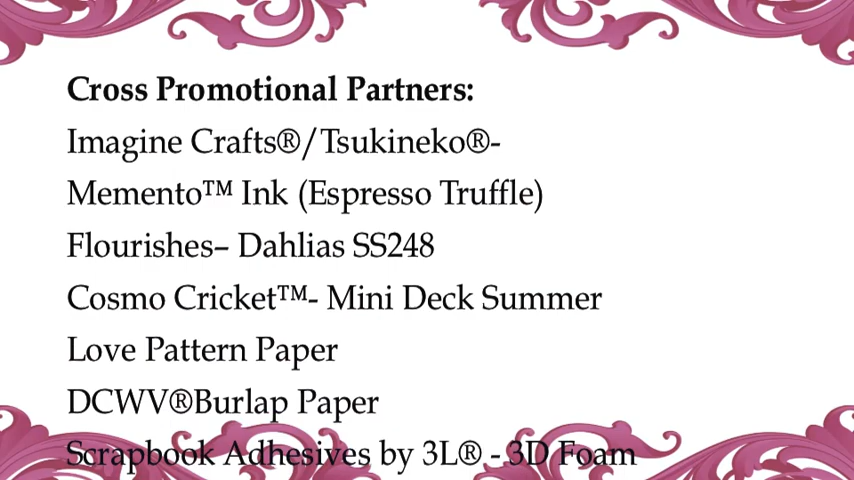 Cross Promotional Partners:
Imagine Crafts®/Tsukineko®-
Memento™ Ink (Espresso Truffle)
Flourishes– Dahlias SS248
Cosmo Cricket™- Mini Deck Summer
Love Pattern Paper
DCWV®Burlap Paper
Scrapbook Adhesives by 3L® - 3D Foam